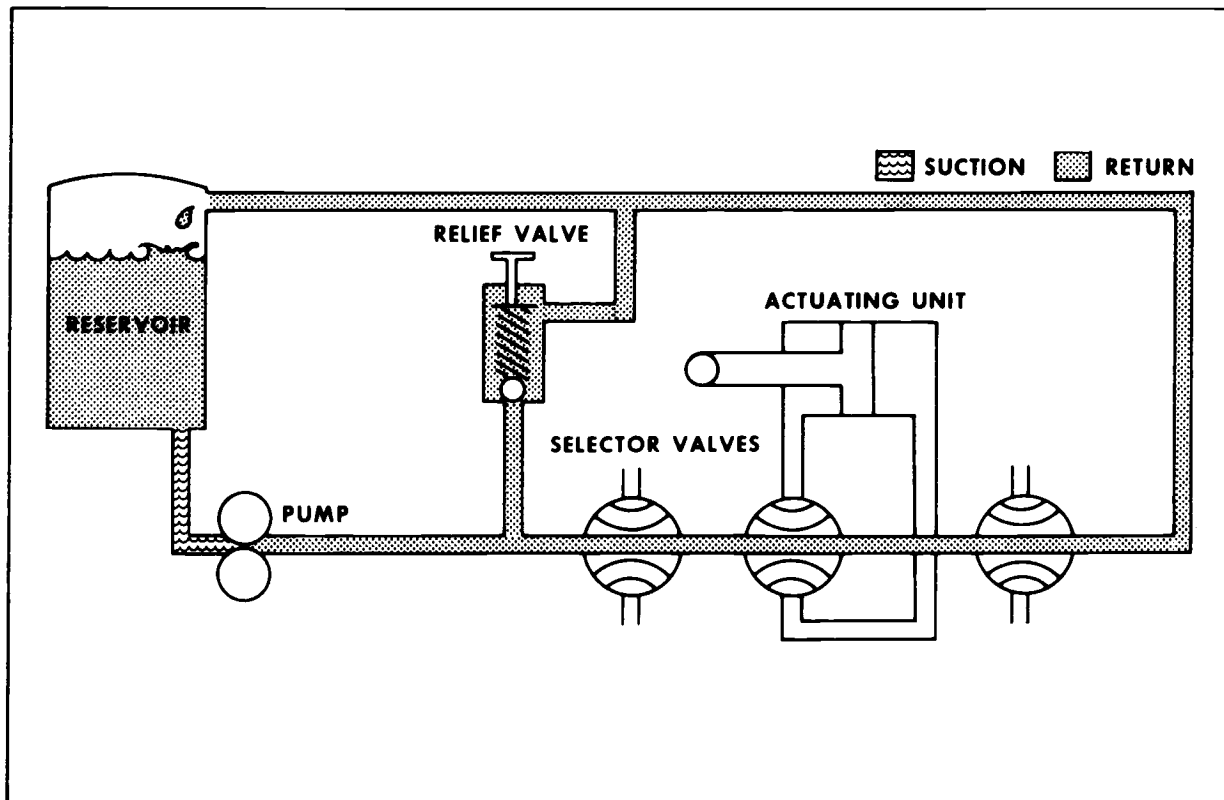 SUCTION
RETURN
RELIEF VALVE
ACTUATING UNIT
RESERVOIR
SELECTOR VALVES
PUMP